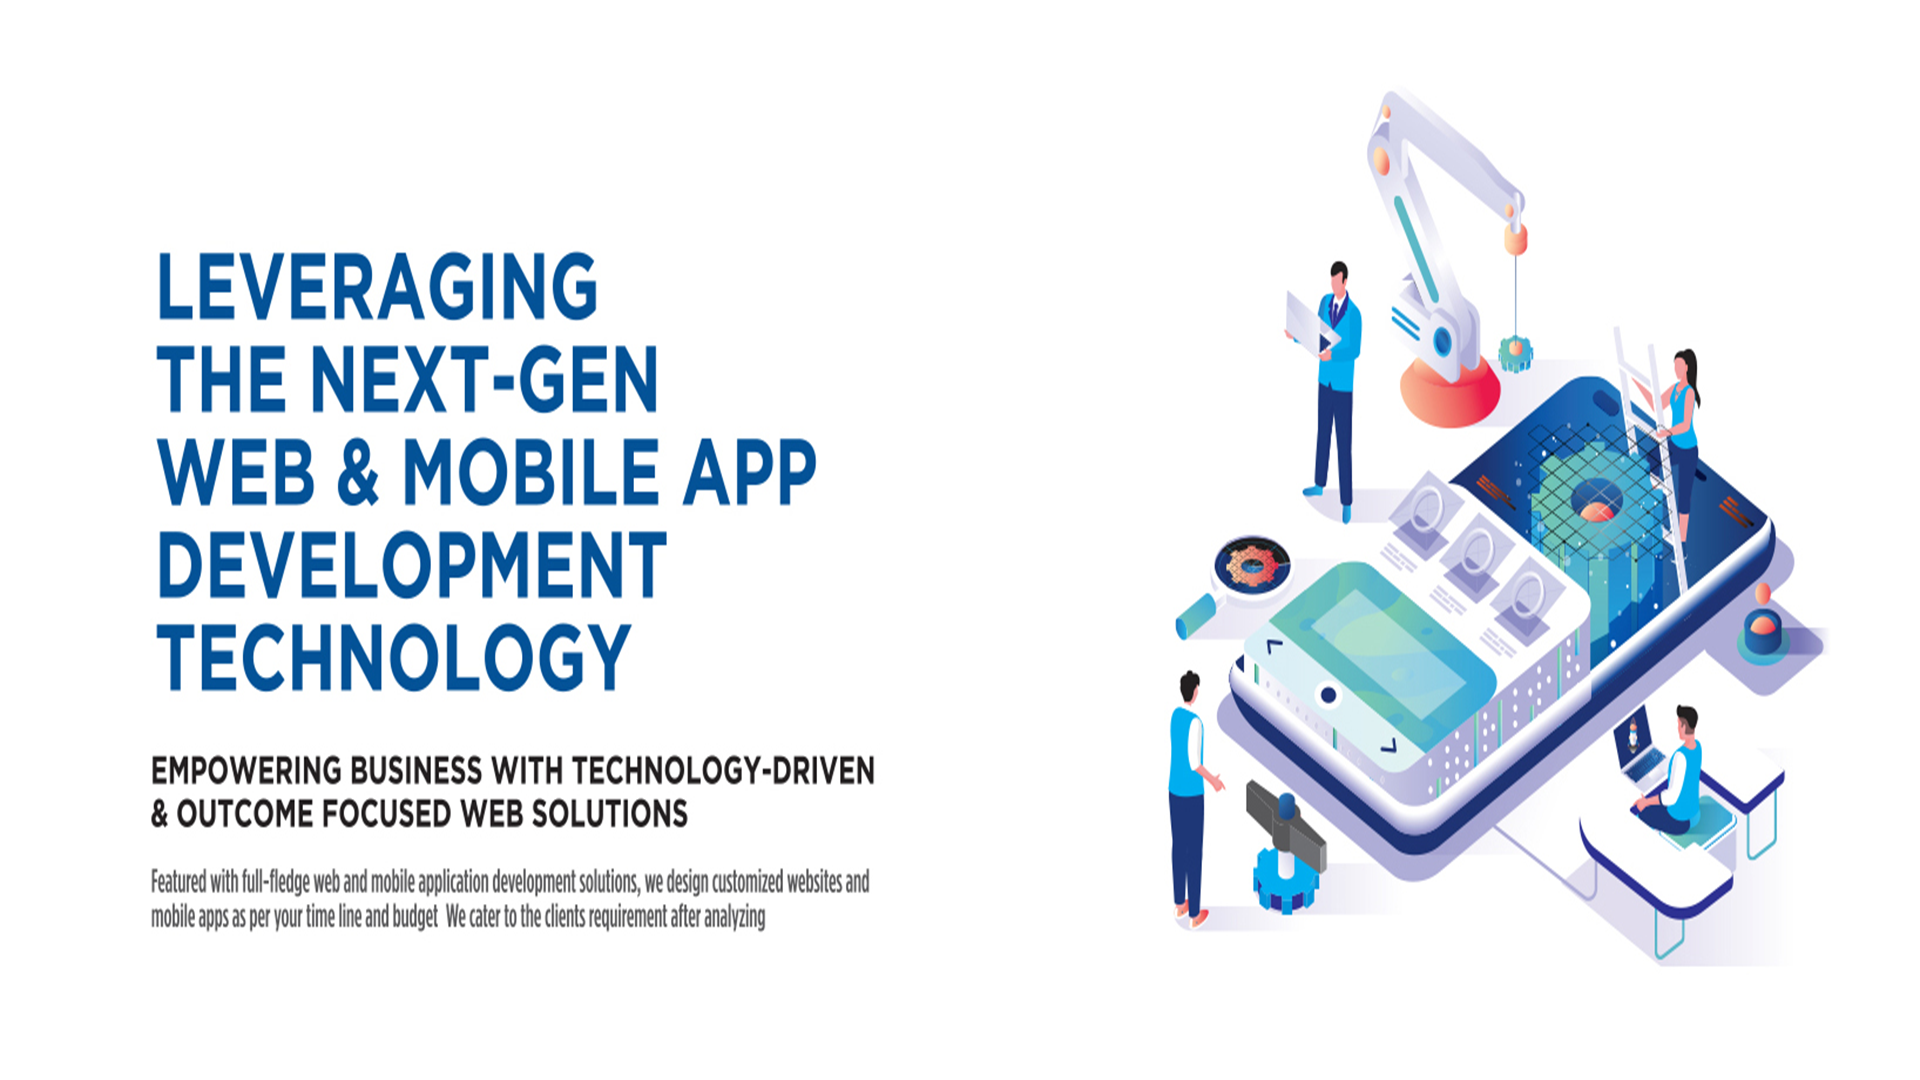 LEVERAGING
THE NEXT-GEN
WEB & MOBILE APP
DEVELOPMENT
TECHNOLOGY
EMPOWERING BUSINESS WITH TECHNOLOGY-DRIVEN
& OUTCOME FOCUSED WEB SOLUTIONS
Featured with full-fledge web and mobile application development solutions, we design customized websites and
mobile apps as per your time line and budget  We cater to the clients requirement after analyzing